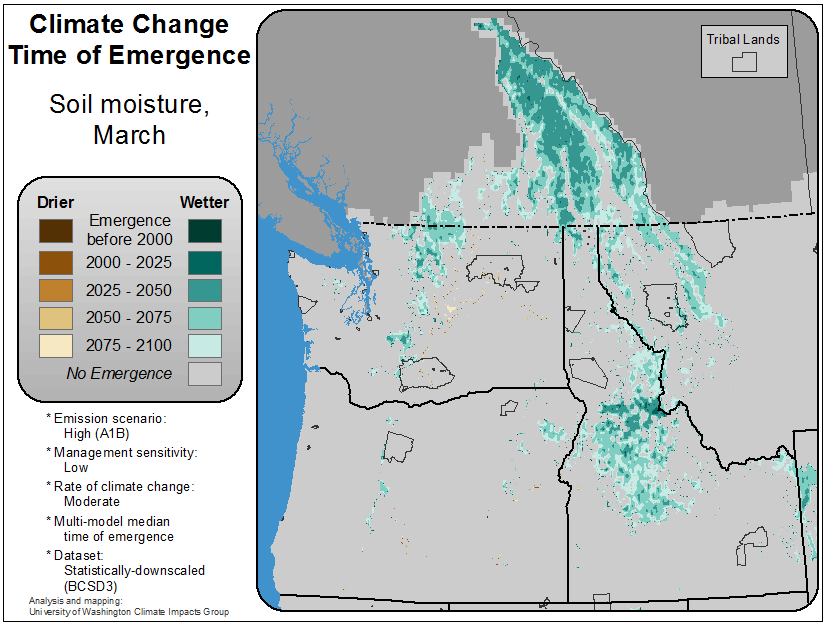 Climate Change
Time of Emergence
Soil moisture,
March
Tribal Lands
Drier
Wetter
Emergence
before 2000
2000 - 2025
2025 - 2050
2050 - 2075
2075 - 2100
No Emergence
* Emission scenario:
High (A1B)
* Management sensitivity:
Low
* Rate of climate change:
Moderate
* Multi-model median
time of emergence
* Dataset:
Statistically-downscaled
(BCSD3)
Analysis and mapping:
University of Washington Climate Impacts Group